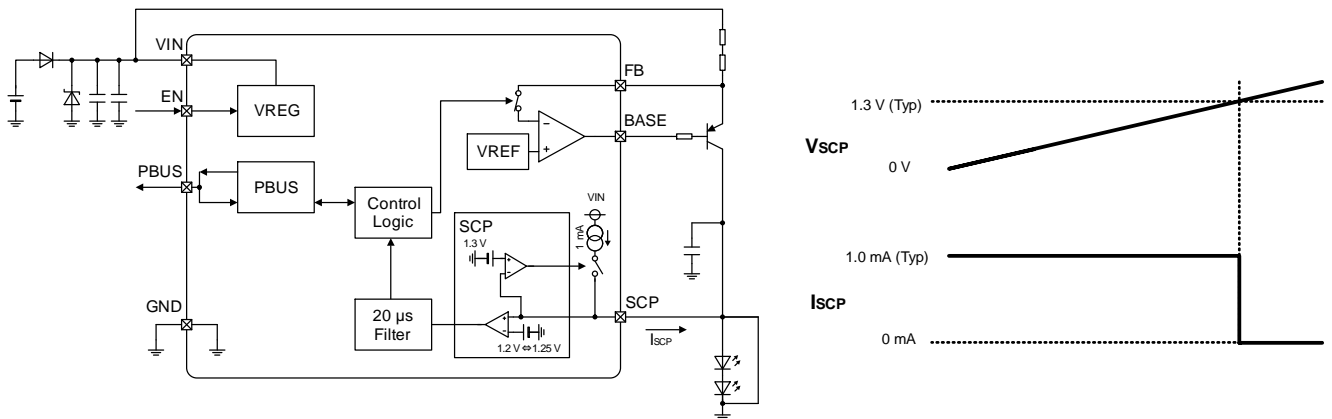 VIN
EN
VREG
PBUS
PBUS
GND
Control
Logic
20 µs
Filter
FB
BASE
VREF
−
+
SCP
1.3 V
+
−
VIN
1 mA
SCP
+
−
1.2 V ⇔ 1.25 V
ISCP
VSCP
1.3 V (Typ)
0 V
ISCP
1.0 mA (Typ)
0 mA